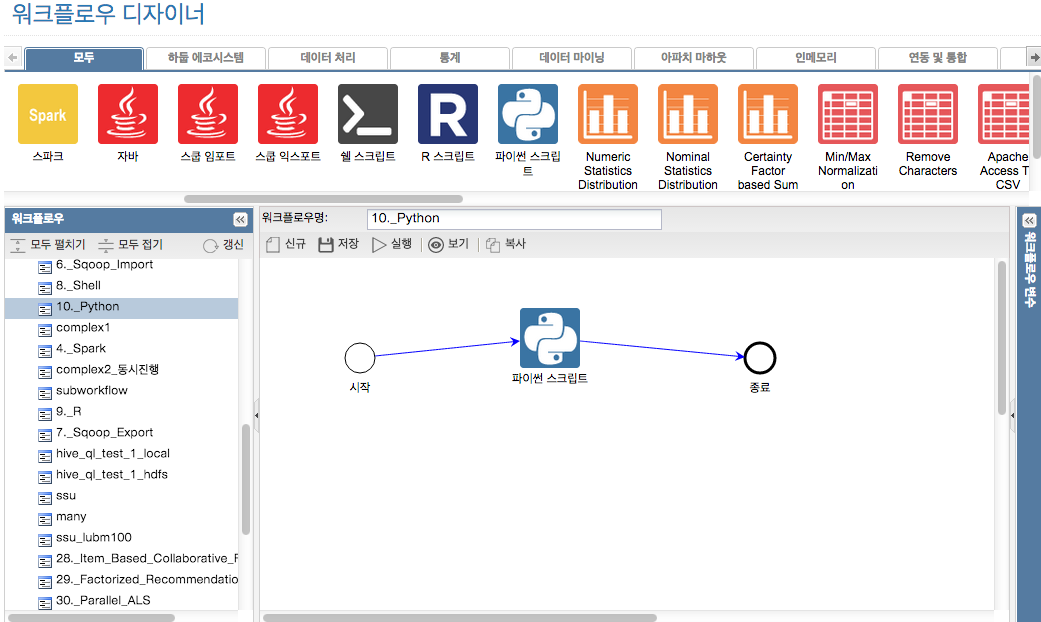 워크플로우 디자이너
모두 하둡 에코시스템 데이터 처리 통계 데이터 마이닝 아파치 마하웃 인메모리 연동 및 통합
Spark
R
스파크 자바 스쿱 임포트 스쿱 익스포트 쉘 스크립트 R 스크립트
파이썬 스크립
트
Numeric
Statistics
Distribution
Nominal
Statistics
Distribution
Certainty
Factor
based Sum
Min/Max
Normalizati
on
Remove
Characters
Apache
Access T
CSV
워크플로우
모두 펼치기 모두 접기 갱신
6._Sqoop_Import
8._Shell
10._Python
complex1
4._Spark
complex2_동시진행
subworkflow
9._R
7._Sqoop_Export
hive_ql_test_1_local
hive_ql_test_1_hdfs
ssu
many
ssu_lubm100
28._Item_Based_Collaborative_F
29._Factorized_Recommendatio
30._Parallel_ALS
워크플로우명: 10._Python
신규 저장 실행 보기 복사
시작
파이썬 스크립트
종료
워크플로우 변수